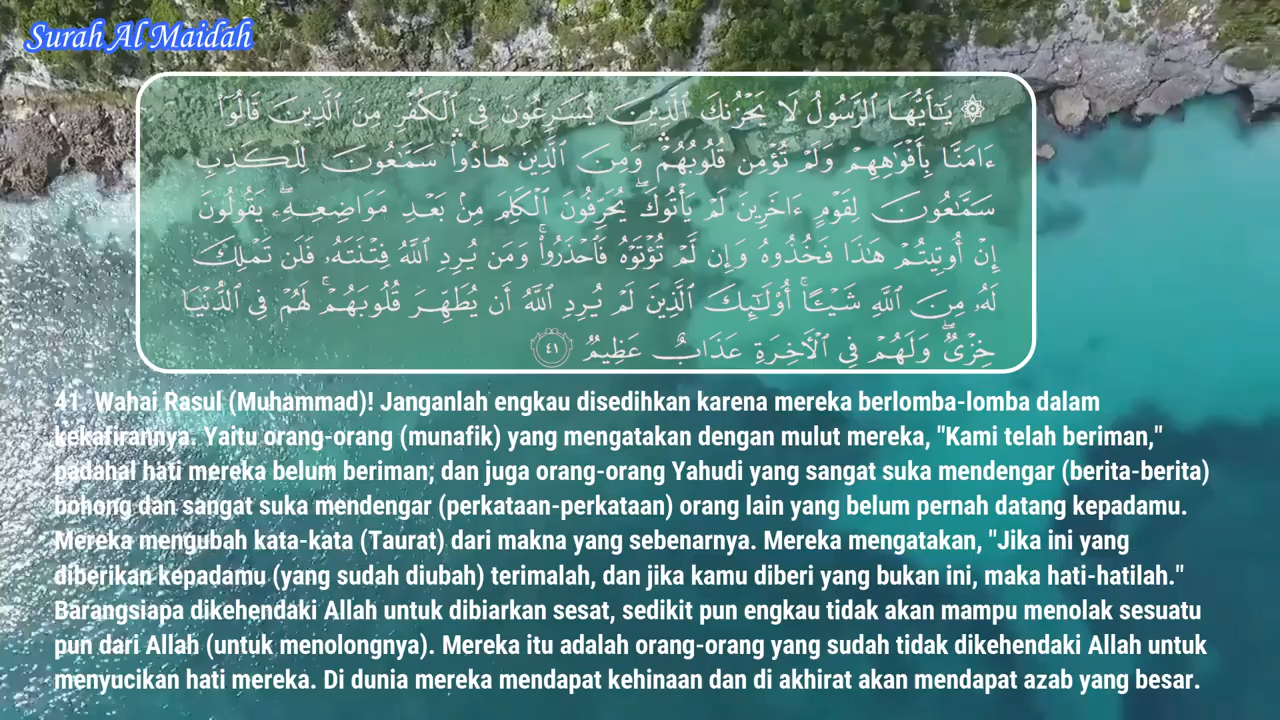 Surah Al Maidah
۞ يَـٰٓأَيُّهَا ٱلرَّسُولُ لَا يَحْزُنكَ ٱلَّذِينَ يُسَـٰرِعُونَ فِى ٱلْكُفْرِ مِنَ ٱلَّذِينَ قَالُوٓا۟
ءَامَنَّا بِأَفْوَٰهِهِمْ وَلَمْ تُؤْمِن قُلُوبُهُمْ ۛ وَمِنَ ٱلَّذِينَ هَادُوا۟ ۛ سَمَّـٰعُونَ لِلْكَذِبِ
سَمَّـٰعُونَ لِقَوْمٍ ءَاخَرِينَ لَمْ يَأْتُوكَ ۖ يُحَرِّفُونَ ٱلْكَلِمَ مِنۢ بَعْدِ مَوَاضِعِهِۦ ۖ يَقُولُونَ
إِنْ أُوتِيتُمْ هَـٰذَا فَخُذُوهُ وَإِن لَّمْ تُؤْتَوْهُ فَٱحْذَرُوا۟ ۚ وَمَن يُرِدِ ٱللَّهُ فِتْنَتَهُۥ فَلَن تَمْلِكَ
لَهُۥ مِنَ ٱللَّهِ شَيْـًٔا ۚ أُو۟لَـٰٓئِكَ ٱلَّذِينَ لَمْ يُرِدِ ٱللَّهُ أَن يُطَهِّرَ قُلُوبَهُمْ ۚ لَهُمْ فِى ٱلدُّنْيَا
خِزْىٌ ۖ وَلَهُمْ فِى ٱلْـَٔاخِرَةِ عَذَابٌ عَظِيمٌ ٤١
41. Wahai Rasul (Muhammad)! Janganlah engkau disedihkan karena mereka berlomba-lomba dalam
kekafirannya. Yaitu orang-orang (munafik) yang mengatakan dengan mulut mereka, "Kami telah beriman,"
padahal hati mereka belum beriman; dan juga orang-orang Yahudi yang sangat suka mendengar (berita-berita)
bohong dan sangat suka mendengar (perkataan-perkataan) orang lain yang belum pernah datang kepadamu.
Mereka mengubah kata-kata (Taurat) dari makna yang sebenarnya. Mereka mengatakan, "Jika ini yang
diberikan kepadamu (yang sudah diubah) terimalah, dan jika kamu diberi yang bukan ini, maka hati-hatilah."
Barangsiapa dikehendaki Allah untuk dibiarkan sesat, sedikit pun engkau tidak akan mampu menolak sesuatu
pun dari Allah (untuk menolongnya). Mereka itu adalah orang-orang yang sudah tidak dikehendaki Allah untuk
menyucikan hati mereka. Di dunia mereka mendapat kehinaan dan di akhirat akan mendapat azab yang besar.